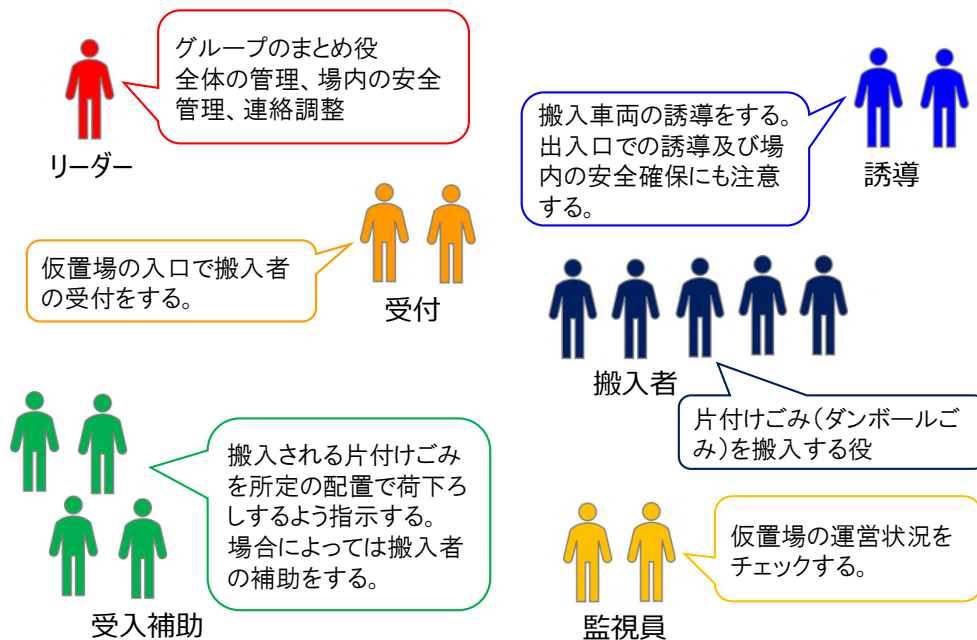 グループのまとめ役
全体の管理、場内の安全
管理、連絡調整
リーダー
搬入車両の誘導をする。
出入口での誘導及び場
内の安全確保にも注意
する。
誘導
仮置場の入口で搬入者
の受付をする。
受付
搬入者
片付けごみ(ダンボールご
み)を搬入する役
搬入される片付けごみ
を所定の配置で荷下ろ
しするよう指示する。
場合によっては搬入者
の補助をする。
受入補助
仮置場の運営状況を
チェックする。
監視員